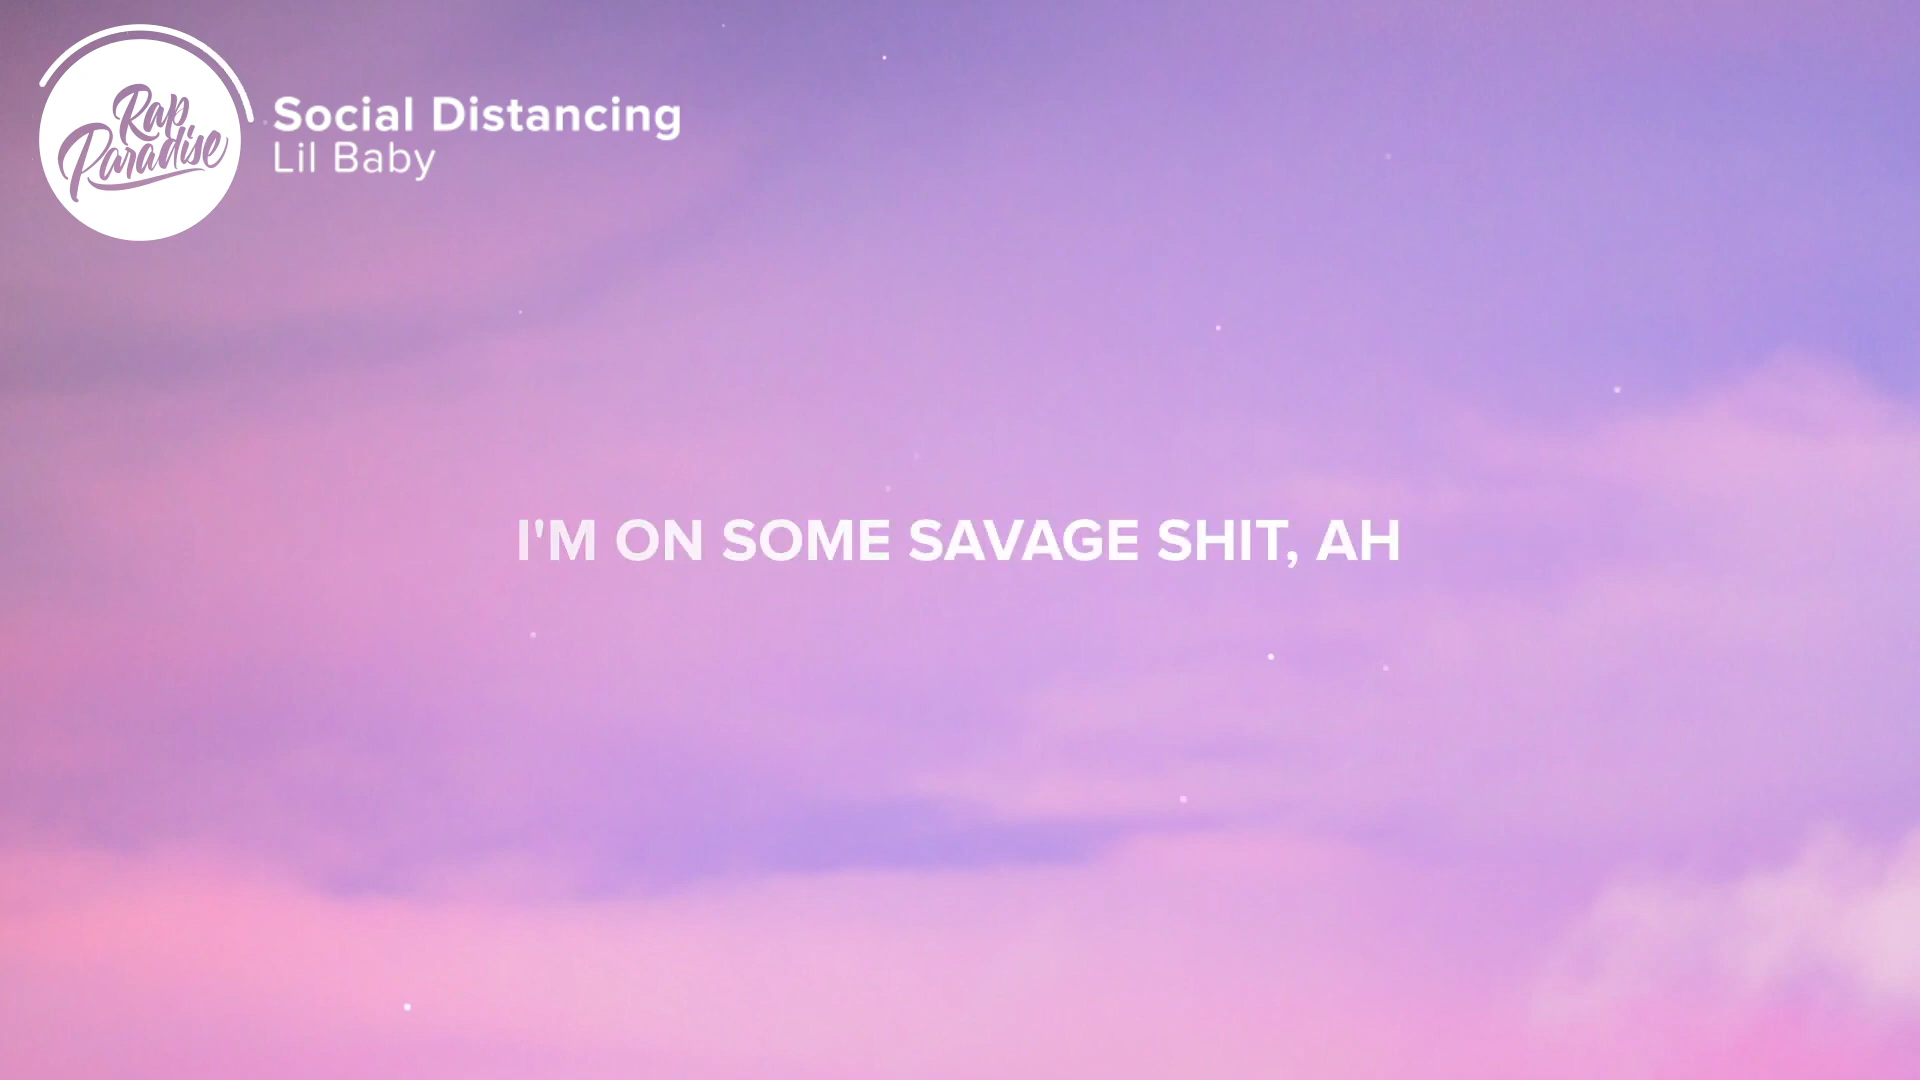 Rap
Paradise
Social Distancing
Lil Baby
I'M ON SOME SAVAGE SHIT, AH